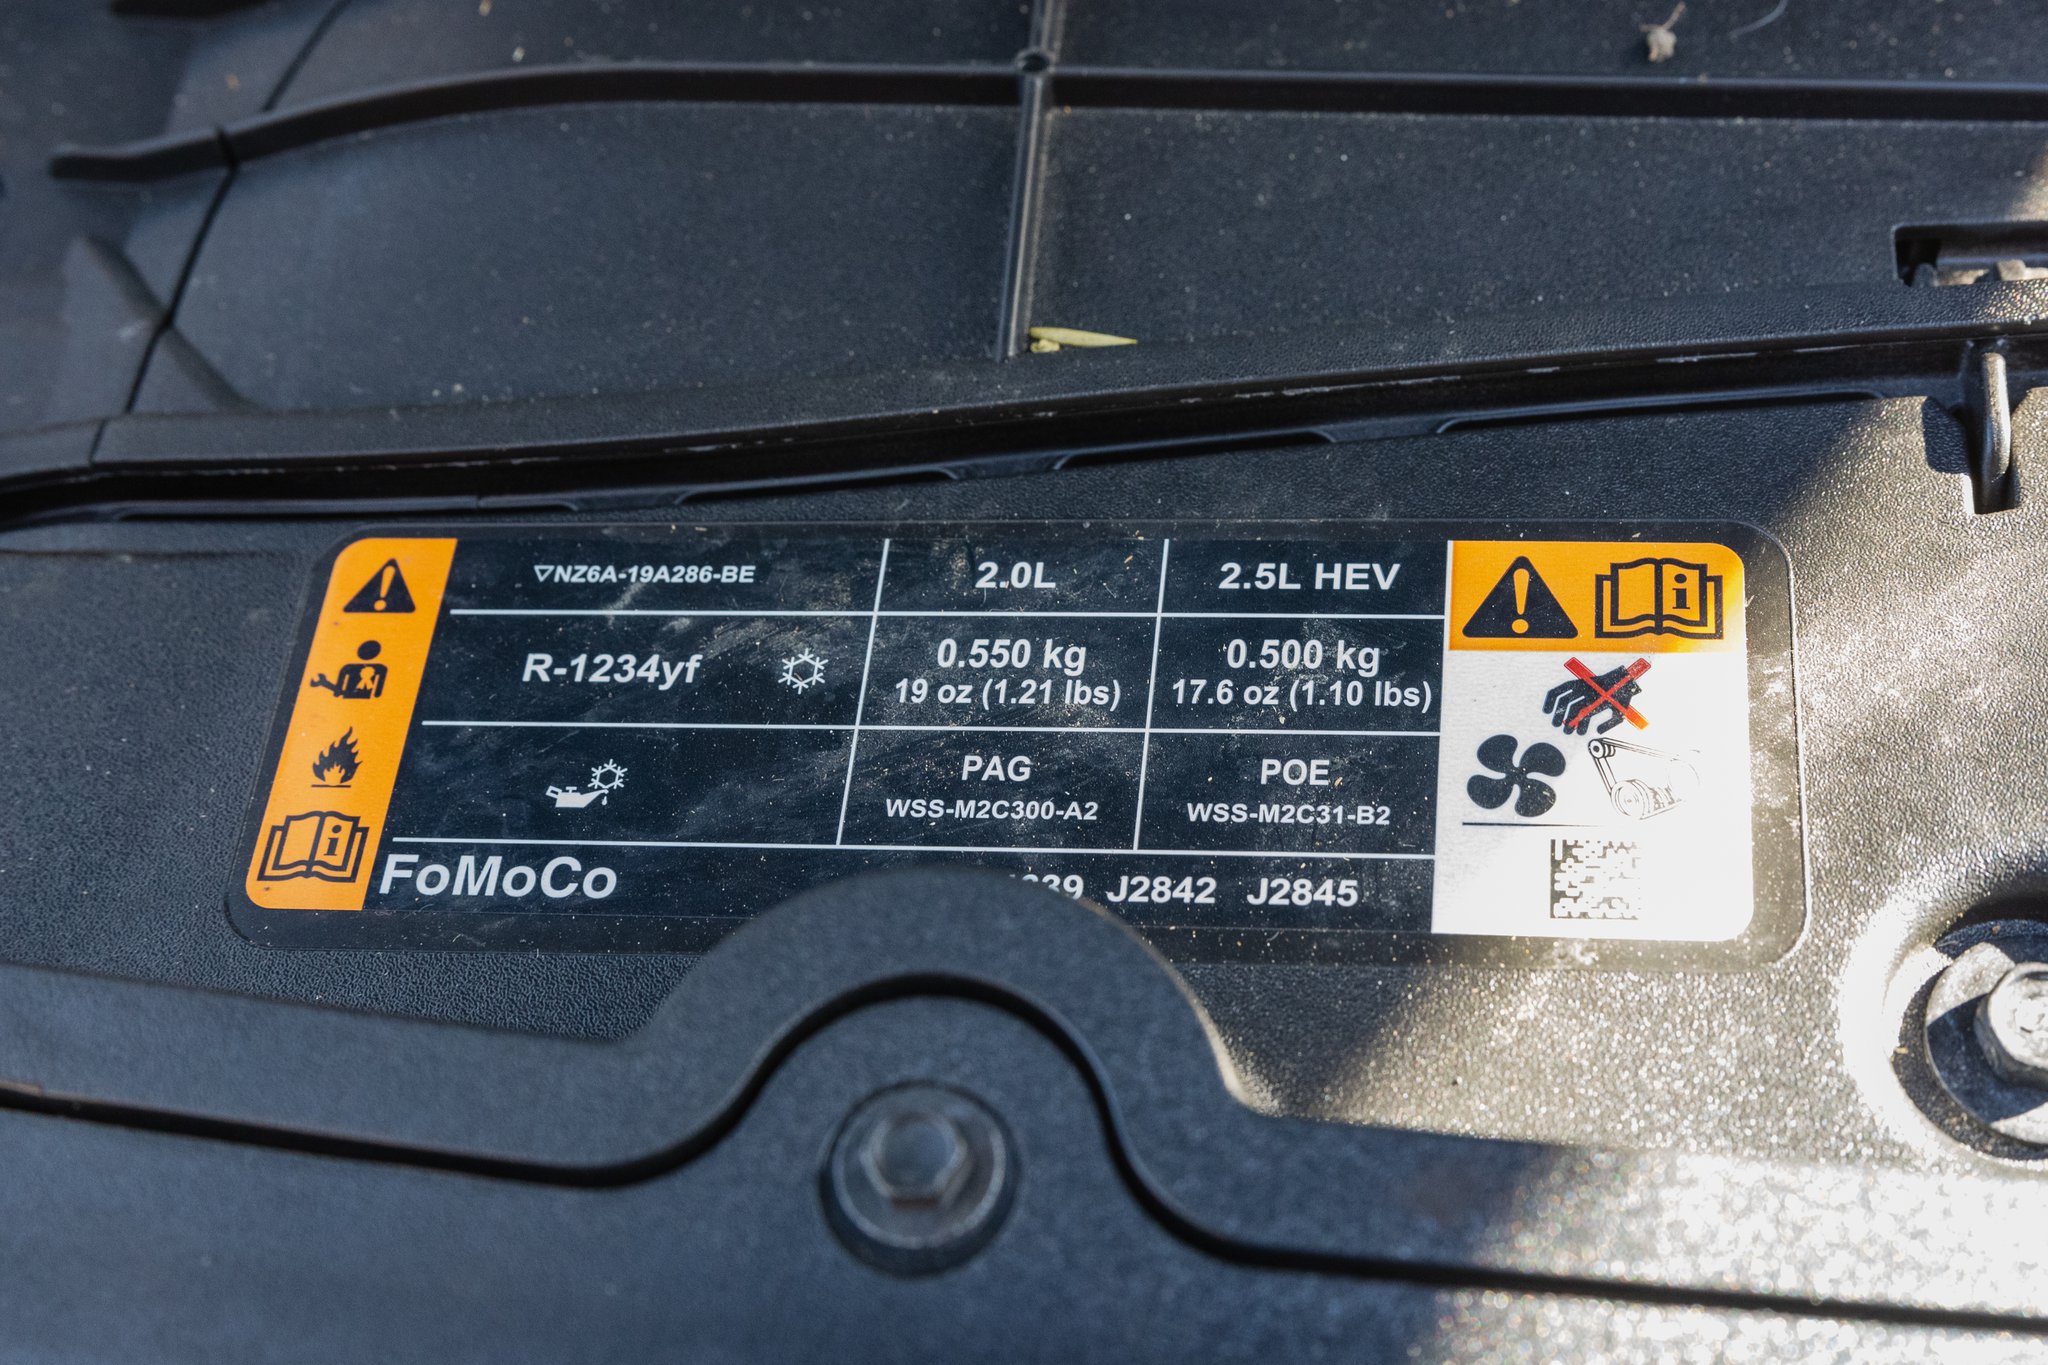 NZ6A-19A286-BE 2.0L 2.5L HEV
R-1234yf 0.550 kg 0.500 kg
19 oz (1.21 lbs) 17.6 oz (1.10 lbs)
PAG POE
WSS-M2C300-A2 WSS-M2C31-B2
FoMoCo J2842 J2845